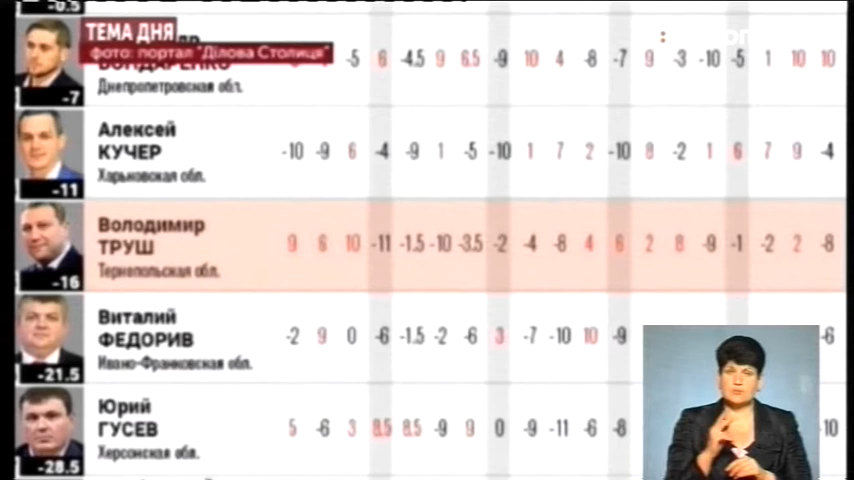 -0.5
ТЕМА ДНЯ
фото: портал "Ділова Столиця"
Днепропетровская обл.
-7
-5 6 -4.5 9 6.5 -9 10 4 -8 -7 9 -3 -10 -5 1 10 10
Алексей
КУЧЕР
Харьковская обл.
-11
-10 -9 6 -4 -9 1 -5 -10 1 7 2 -10 8 -2 1 6 7 9 -4
Володимир
ТРУШ
Тернопольская обл.
-16
9 6 10 -11 -1.5 -10 -3.5 -2 -4 -8 4 6 2 8 -9 -1 -2 2 -8
Виталий
ФЕДОРИВ
Ивано-Франковская обл.
-21.5
-2 9 0 -6 -1.5 -2 -6 3 -7 -10 10 -9 -6
Юрий
ГУСЕВ
Херсонская обл.
-28.5
5 -6 3 8.5 8.5 -9 9 0 -9 -11 -6 -8 -10